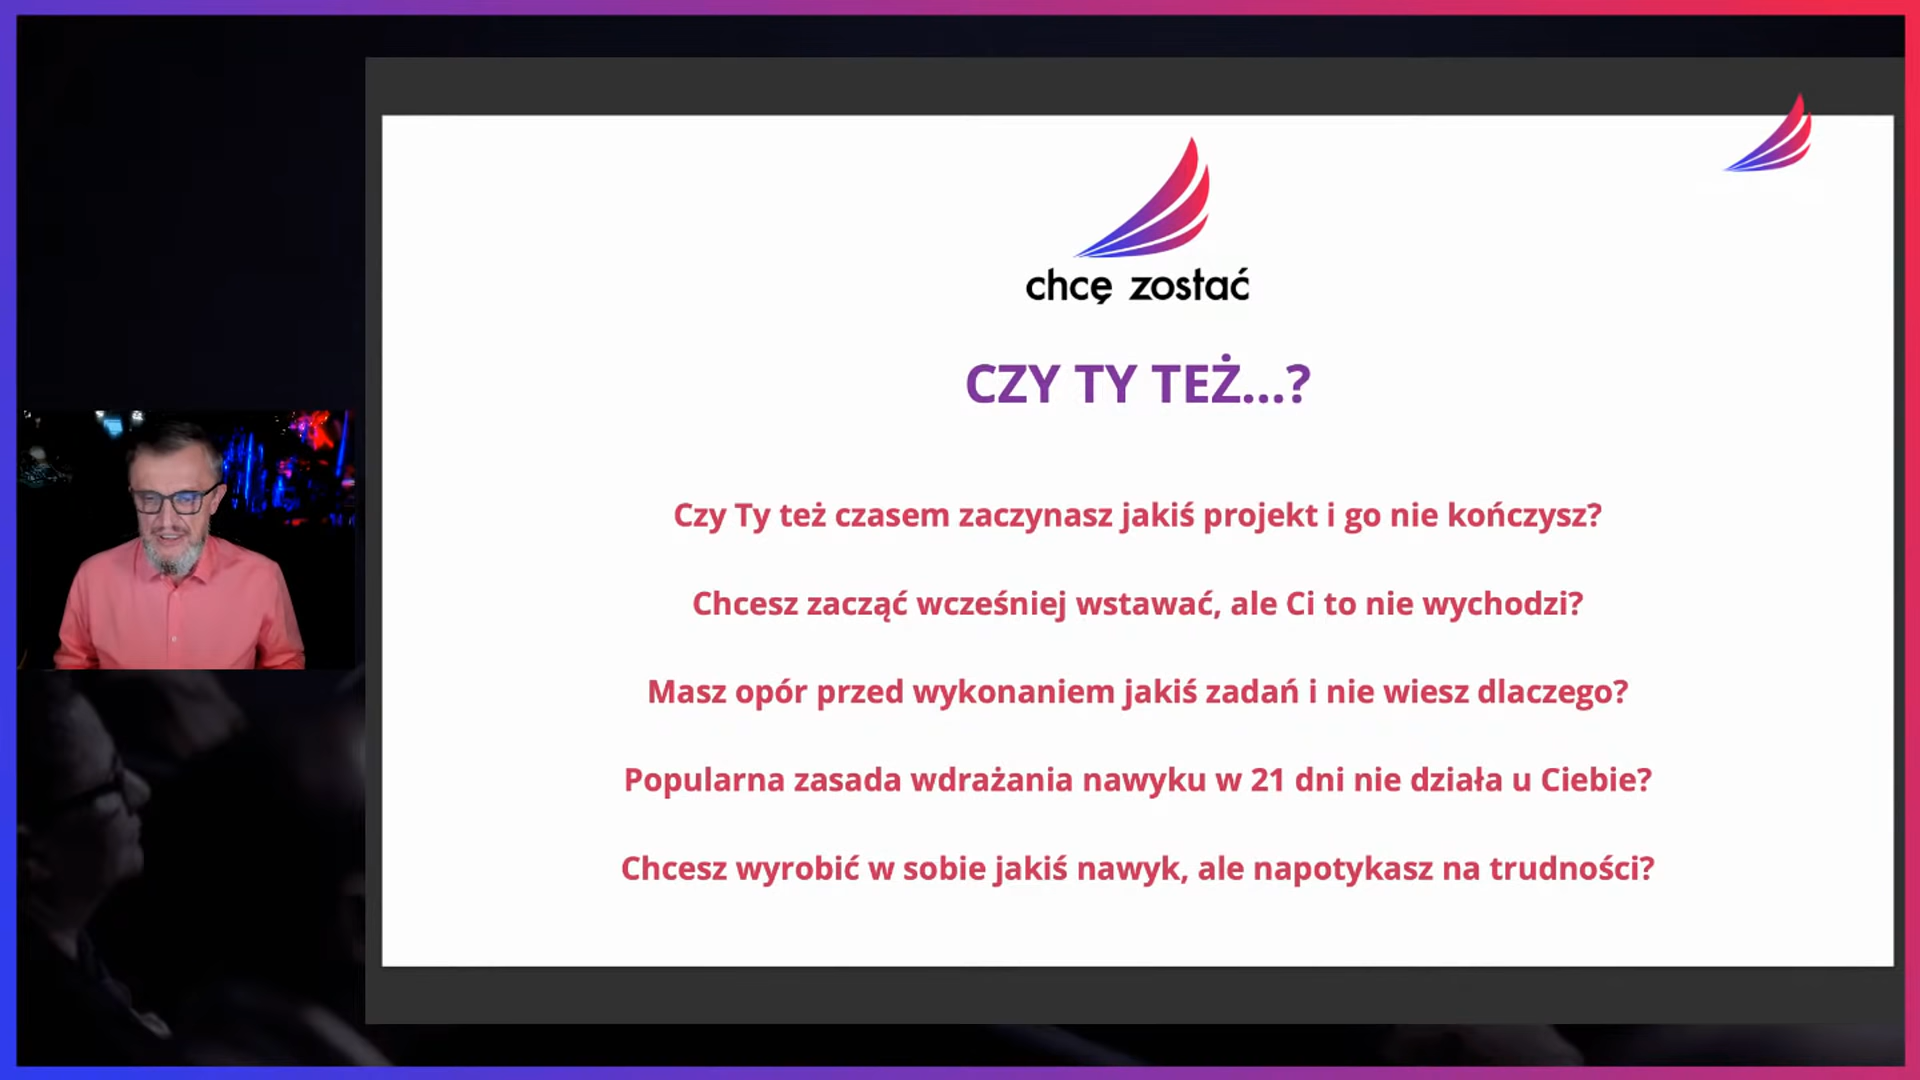 chcę zostać
CZY TY TEŻ...?
Czy Ty też czasem zaczynasz jakiś projekt i go nie kończysz?
Chcesz zacząć wcześniej wstawać, ale Ci to nie wychodzi?
Masz opór przed wykonaniem jakiś zadań i nie wiesz dlaczego?
Popularna zasada wdrażania nawyku w 21 dni nie działa u Ciebie?
Chcesz wyrobić w sobie jakiś nawyk, ale napotykasz na trudności?